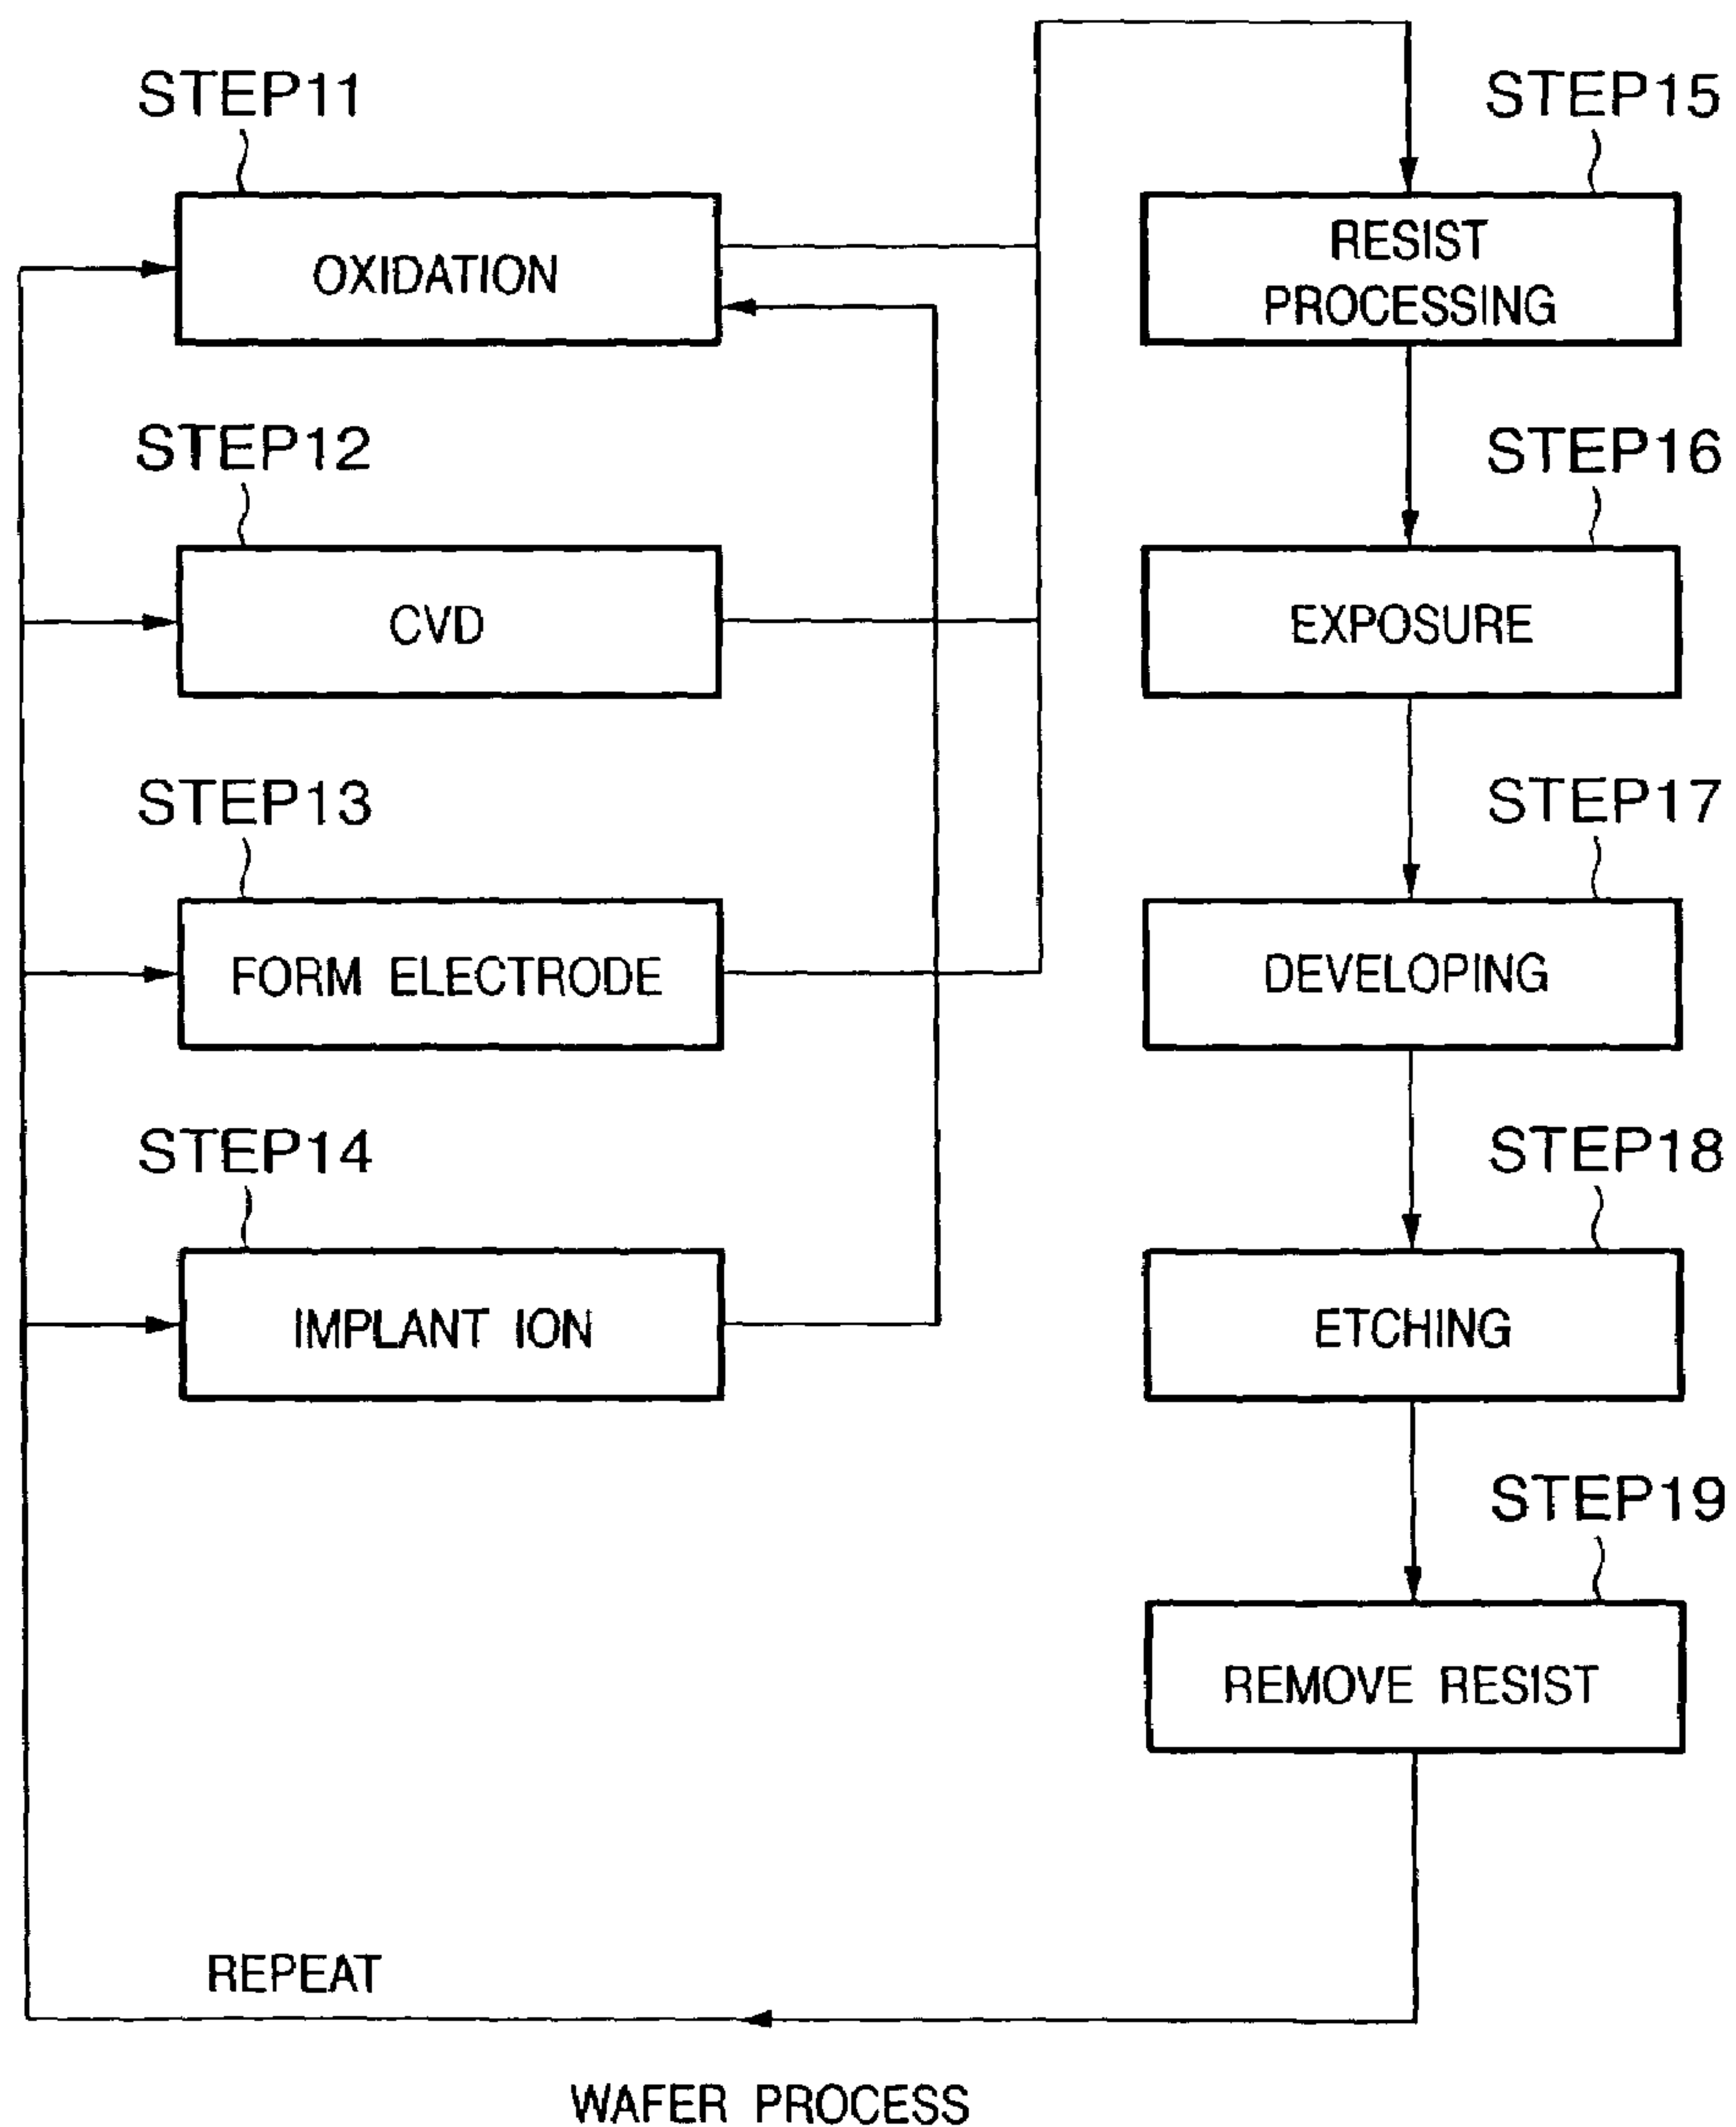 STEP11
OXIDATION
STEP12
CVD
STEP13
FORM ELECTRODE
STEP14
IMPLANT ION
STEP15
RESIST
PROCESSING
STEP16
EXPOSURE
STEP17
DEVELOPING
STEP18
ETCHING
STEP19
REMOVE RESIST
REPEAT
WAFER PROCESS